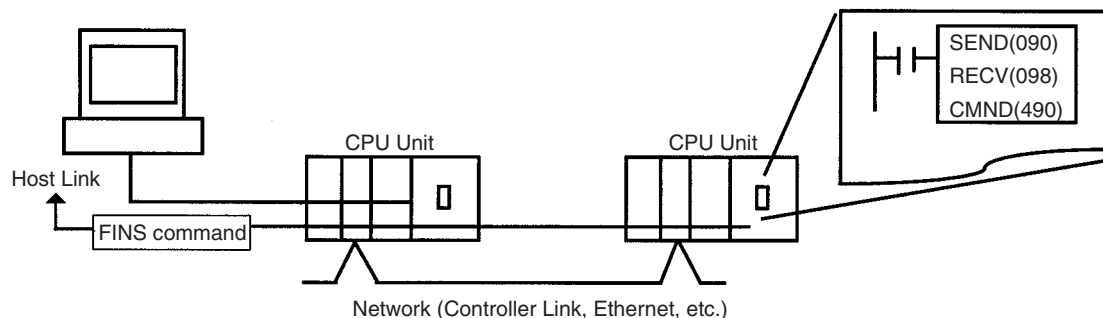 SEND(090)
RECV(098)
CMND(490)
CPU Unit
CPU Unit
Host Link
FINS command
Network (Controller Link, Ethernet, etc.)